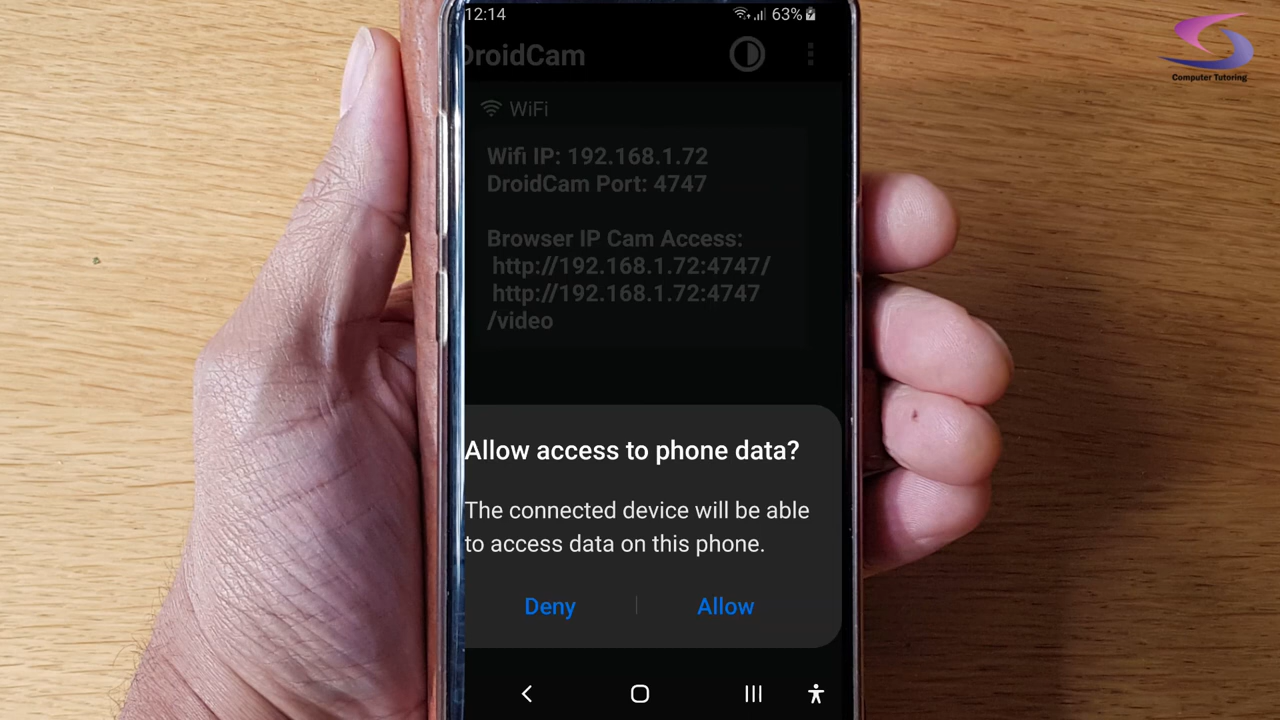 12:14
63%
DroidCam
WiFi
Wifi IP: 192.168.1.72
DroidCam Port: 4747
Browser IP Cam Access:
http://192.168.1.72:4747/
http://192.168.1.72:4747
/video
Allow access to phone data?
The connected device will be able
to access data on this phone.
Deny
Allow
Computer Tutoring